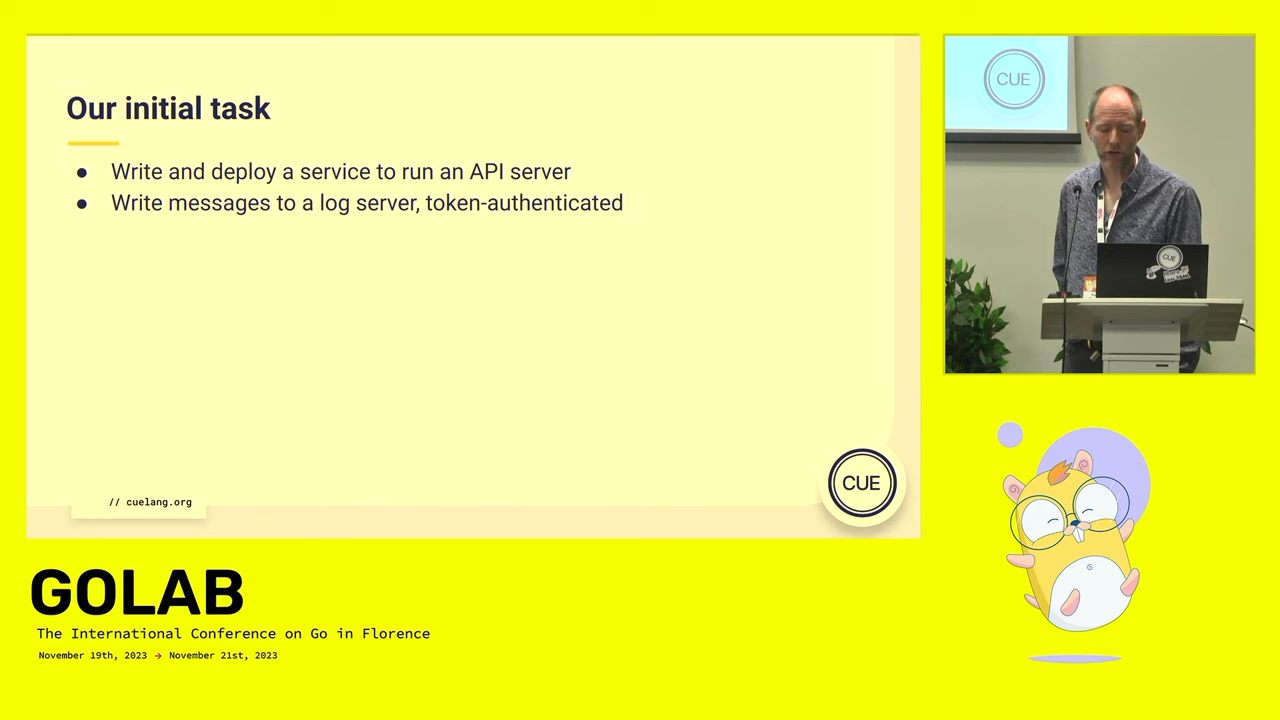 Our initial task
● Write and deploy a service to run an API server
● Write messages to a log server, token-authenticated
// cuelang.org
CUE
CUE
CUE
GOLAB
The International Conference on Go in Florence
November 19th, 2023 → November 21st, 2023